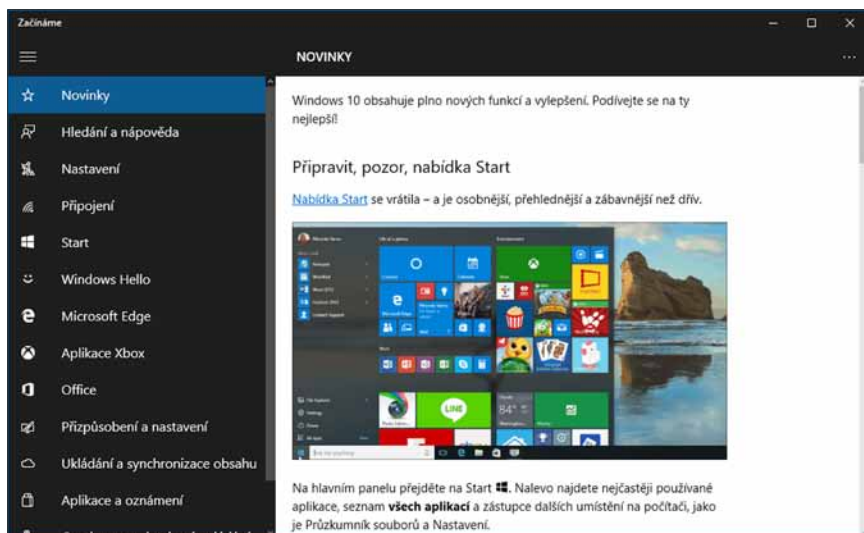 Začínáme
NOVINKY
Novinky
Hledání a nápověda
Nastavení
Připojení
Start
Windows Hello
Microsoft Edge
Aplikace Xbox
Office
Přizpůsobení a nastavení
Ukládání a synchronizace obsahu
Aplikace a oznámení
Windows 10 obsahuje plno nových funkcí a vylepšení. Podívejte se na ty
nejlepší!
Připravit, pozor, nabídka Start
Nabídka Start se vrátila – a je osobnější, přehlednější a zábavnější než dřív.
LINE
84°
Na hlavním panelu přejděte na Start. Nalevo najdete nejčastěji používané
aplikace, seznam všech aplikací a zástupce dalších umístění na počítači, jako
je Průzkumník souborů a Nastavení.